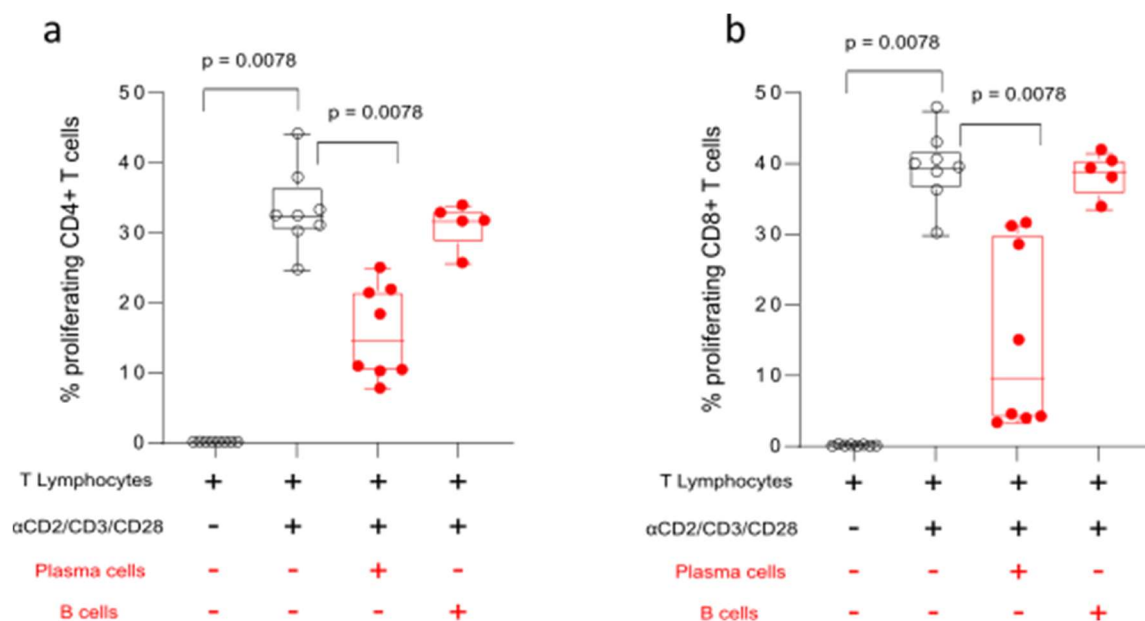 a
p = 0.0078
p = 0.0078
% proliferating CD4+ T cells
50
40
30
20
10
0
T Lymphocytes + + + +
αCD2/CD3/CD28 - + + +
Plasma cells - - + -
B cells - - - +
b
p = 0.0078
p = 0.0078
% proliferating CD8+ T cells
50
40
30
20
10
0
T Lymphocytes + + + +
αCD2/CD3/CD28 - + + +
Plasma cells - - + -
B cells - - - +